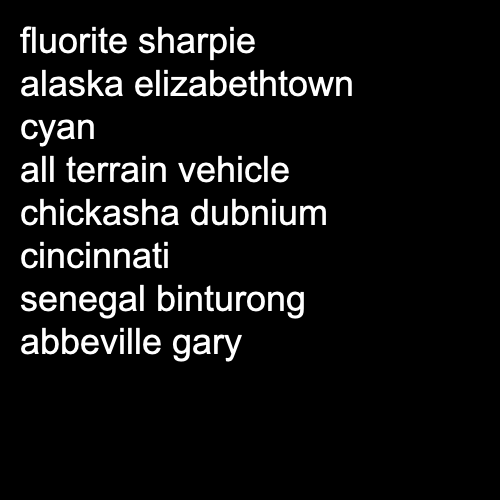 fluorite sharpie
alaska elizabethtown
cyan
all terrain vehicle
chickasha dubnium
cincinnati
senegal binturong
abbeville gary